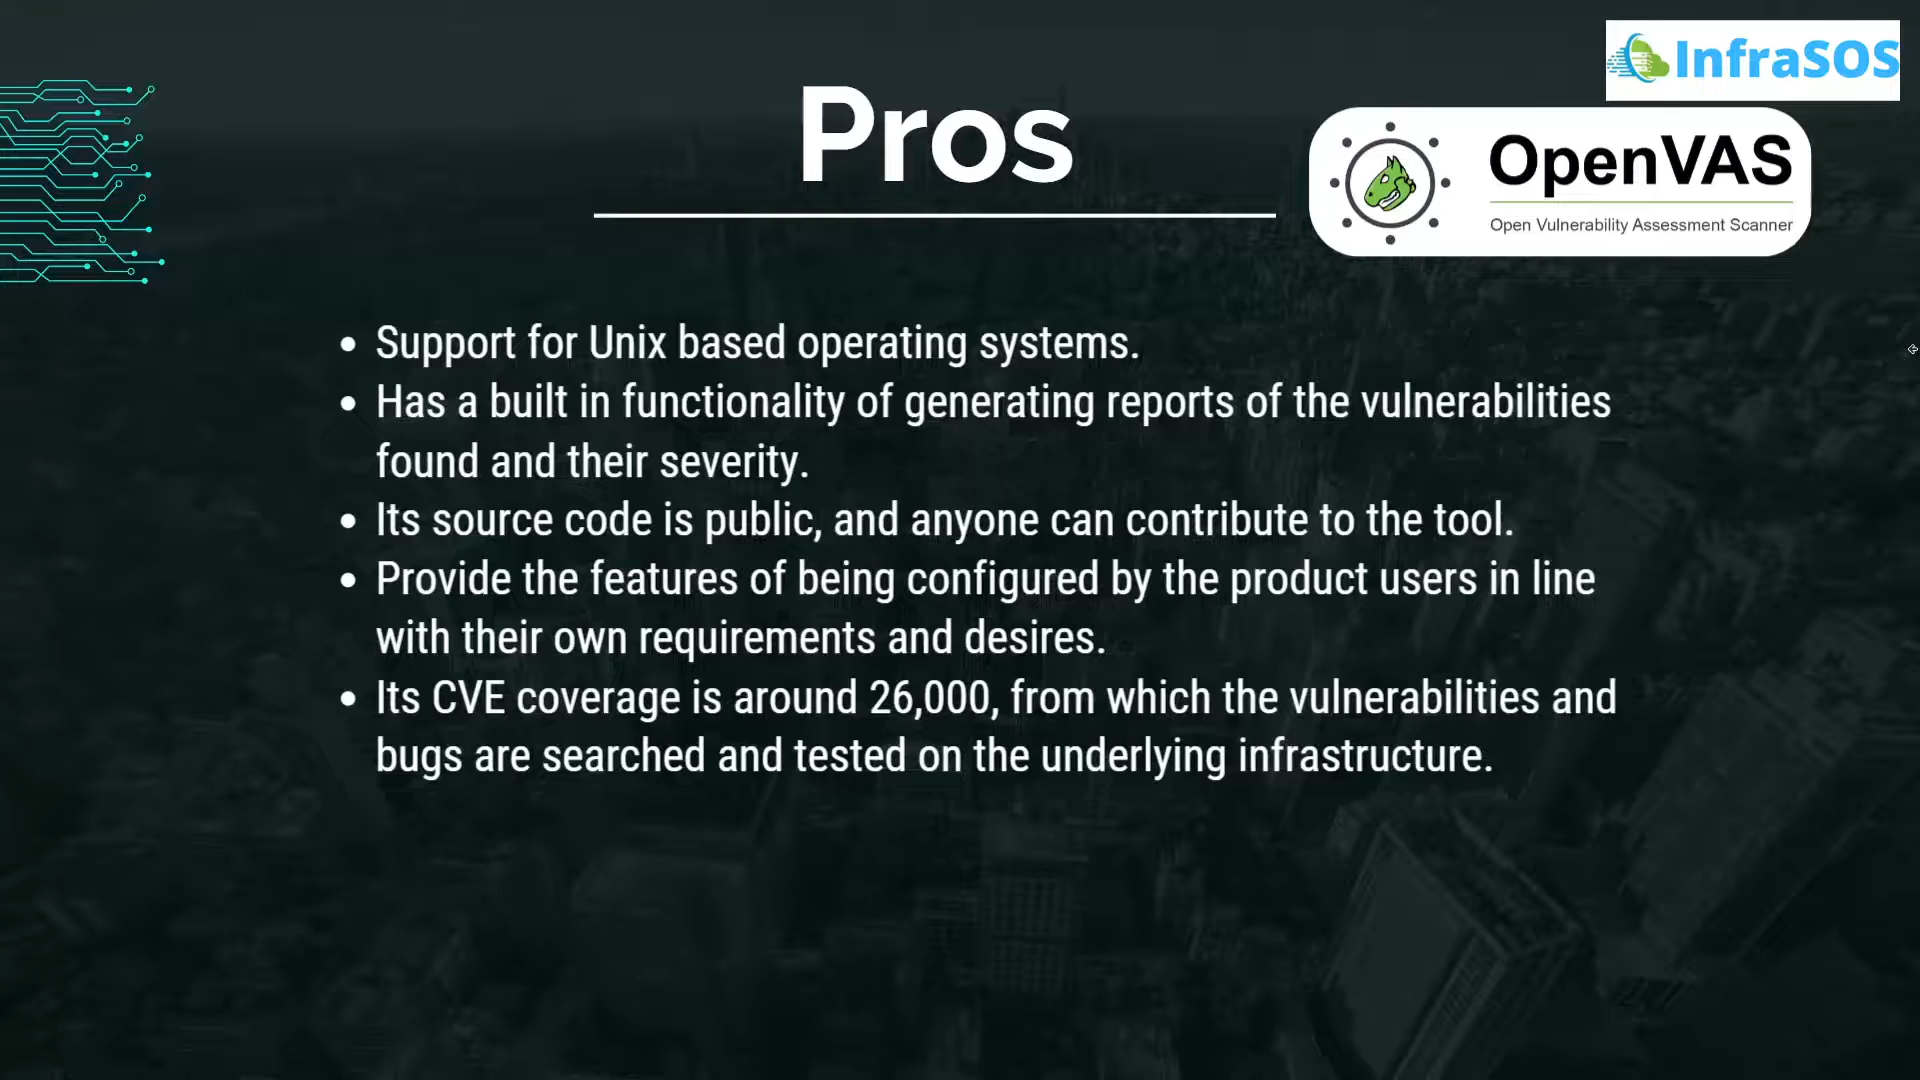 InfraSOS
Pros
OpenVAS
Open Vulnerability Assessment Scanner
• Support for Unix based operating systems.
• Has a built in functionality of generating reports of the vulnerabilities
found and their severity.
• Its source code is public, and anyone can contribute to the tool.
• Provide the features of being configured by the product users in line
with their own requirements and desires.
• Its CVE coverage is around 26,000, from which the vulnerabilities and
bugs are searched and tested on the underlying infrastructure.